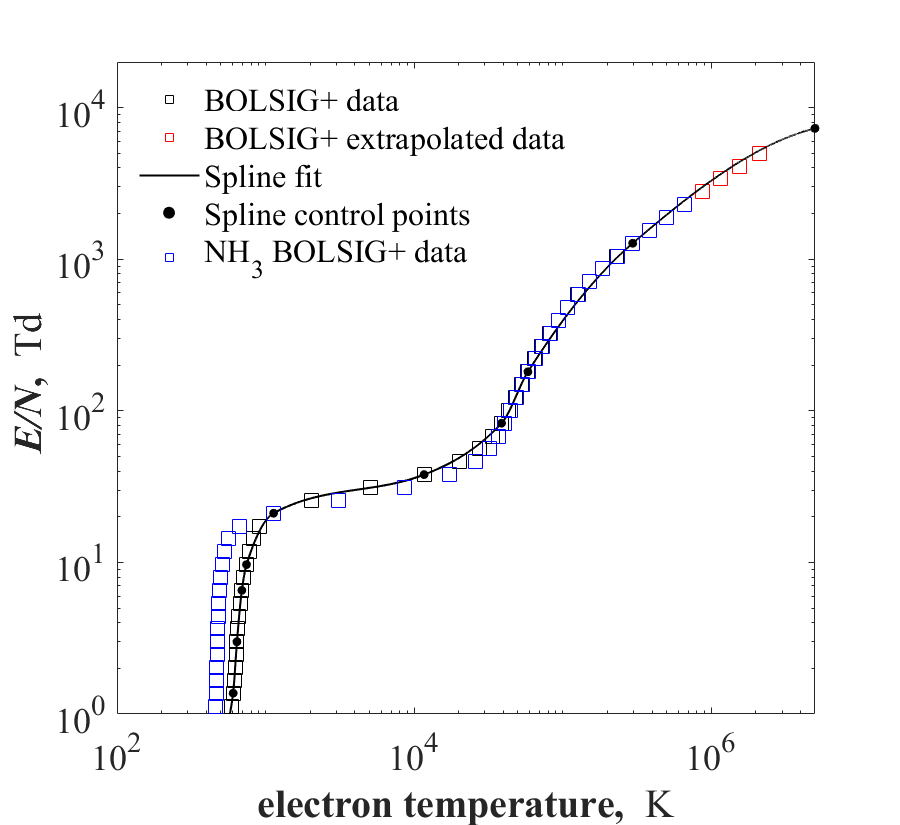 BOLSIG+ data
BOLSIG+ extrapolated data
Spline fit
Spline control points
NH3 BOLSIG+ data
10^4
10^3
10^2
10^1
10^0
E/N, Td
10^2 10^4 10^6
electron temperature, K